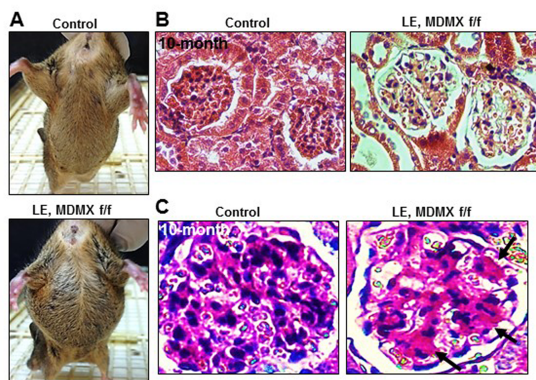 A
Control
LE, MDMX f/f
B
Control
LE, MDMX f/f
10-month
C
Control
LE, MDMX f/f
10-month